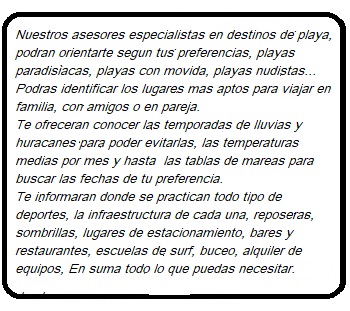 Nuestros asesores especialistas en destinos de playa,
podran orientarte segun tus preferencias, playas
paradisìacas, playas con movida, playas nudistas...
Podras identificar los lugares mas aptos para viajar en
familia, con amigos o en pareja.
Te ofreceran conocer las temporadas de lluvias y
huracanes para poder evitarlas, las temperaturas
medias por mes y hasta las tablas de mareas para
buscar las fechas de tu preferencia.
Te informaran donde se practican todo tipo de
deportes, la infraestructura de cada una, reposeras,
sombrillas, lugares de estacionamiento, bares y
restaurantes, escuelas de surf, buceo, alquiler de
equipos, En suma todo lo que puedas necesitar.